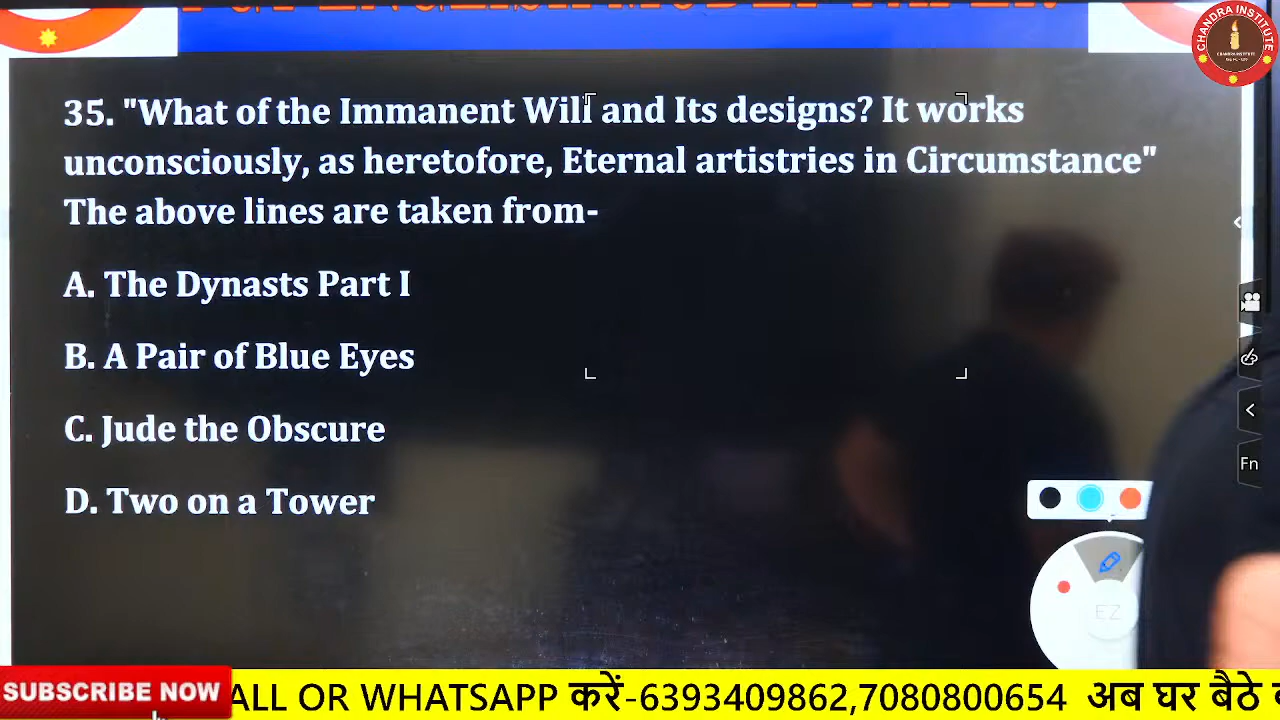 CHANDRA INSTITUTE
35. "What of the Immanent Will and Its designs? It works
unconsciously, as heretofore, Eternal artistries in Circumstance"
The above lines are taken from-
A. The Dynasts Part I
B. A Pair of Blue Eyes
C. Jude the Obscure
D. Two on a Tower
Fn
EZ
SUBSCRIBE NOW
ALL OR WHATSAPP करें-6393409862,7080800654 अब घर बैठे